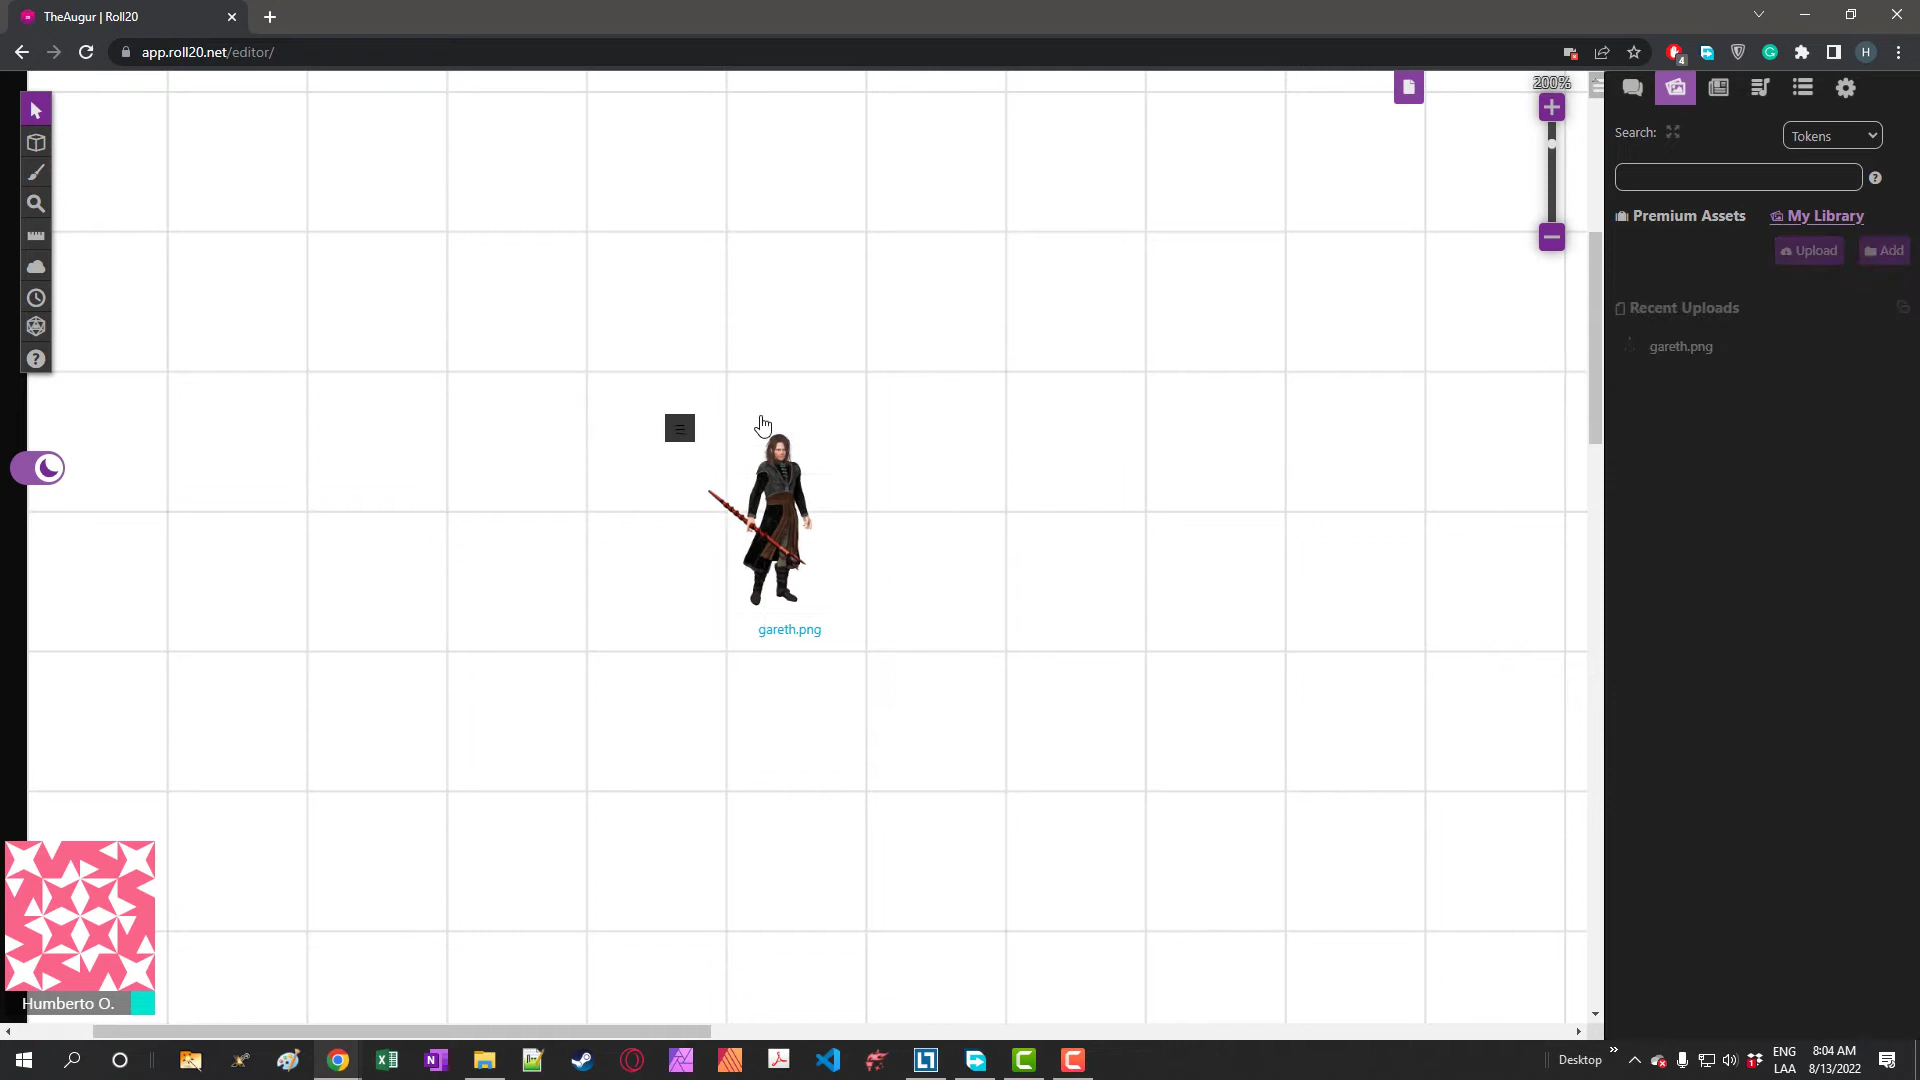 TheAugur | Roll20
app.roll20.net/editor/
4
H
200%
Search:
Tokens
Premium Assets
My Library
Upload
Add
Recent Uploads
gareth.png
gareth.png
Humberto O.
Desktop
ENG
LAA
8:04 AM
8/13/2022